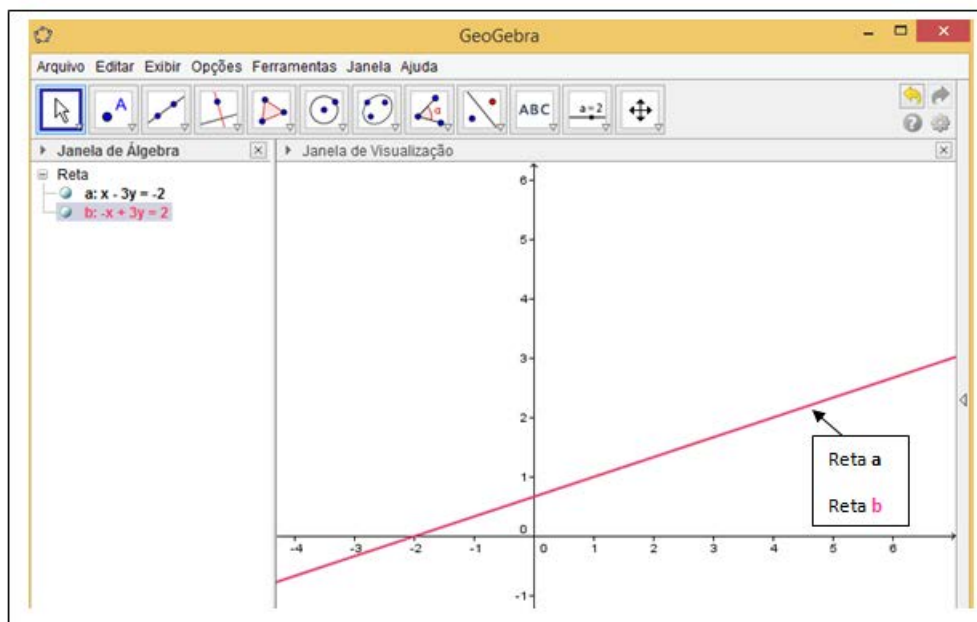 GeoGebra
Arquivo Editar Exibir Opções Ferramentas Janela Ajuda
A
α
ABC
a=2
Janela de Álgebra
Janela de Visualização
Reta
a: x - 3y = -2
b: -x + 3y = 2
6
5
4
3
2
1
0
-1
-4 -3 -2 -1 0 1 2 3 4 5 6
Reta a
Reta b